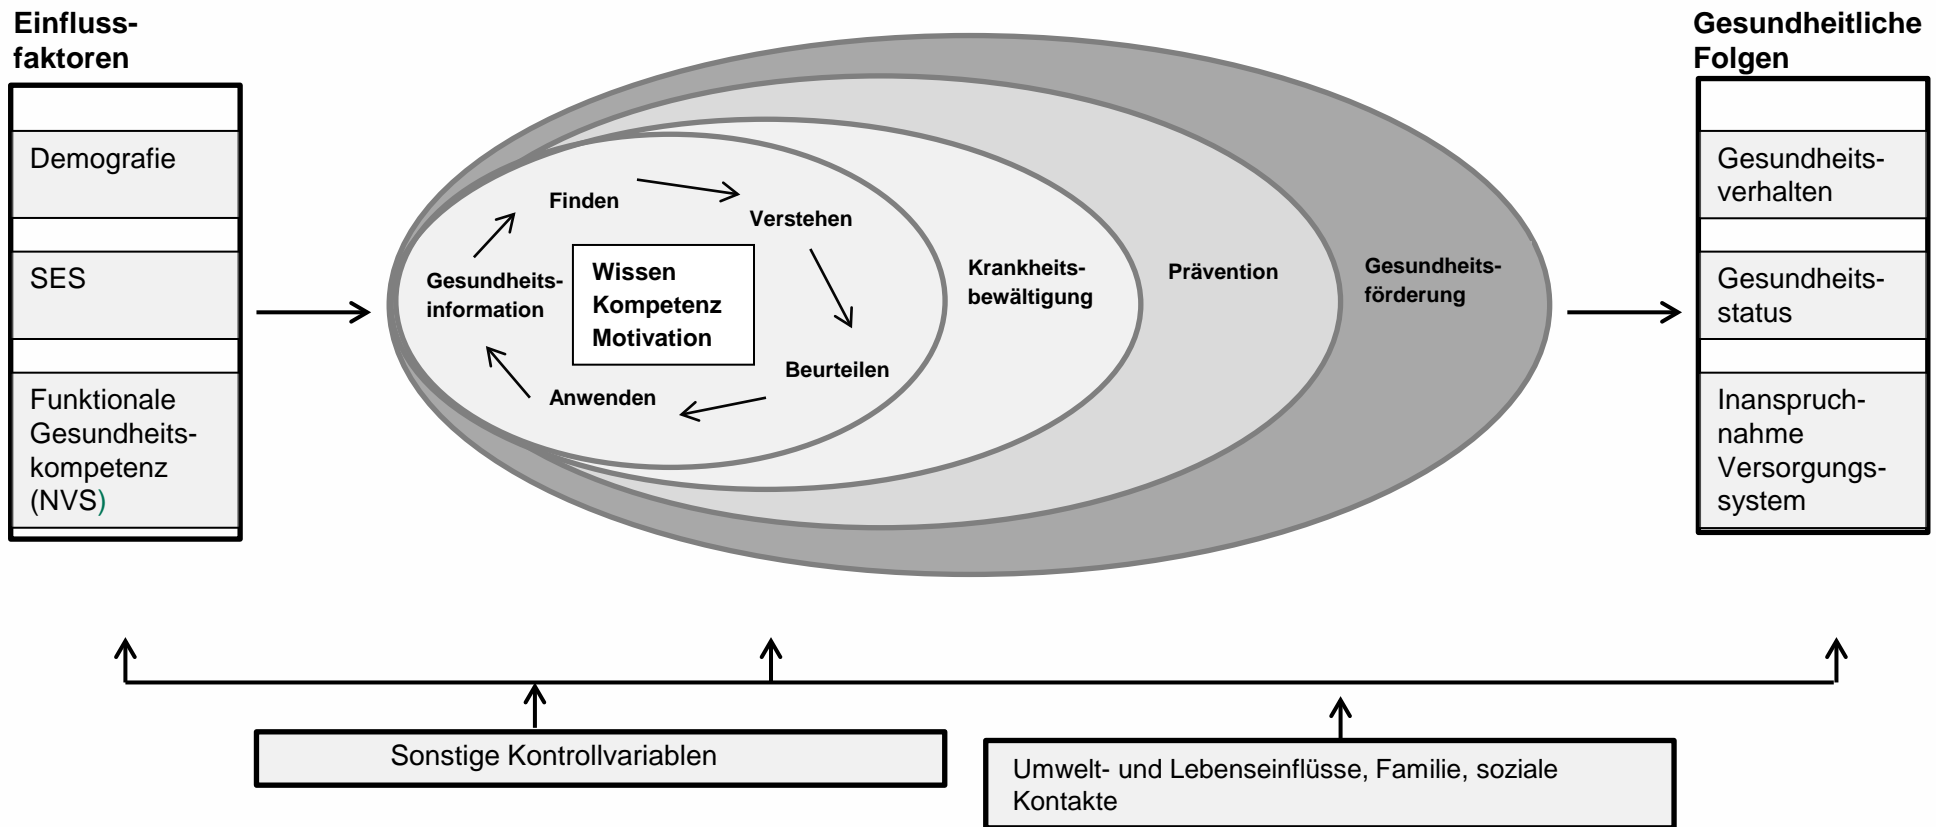 Einfluss-
faktoren
Demografie
SES
Funktionale
Gesundheits-
kompetenz
(NVS)
Finden
Verstehen
Gesundheits-
information
Wissen
Kompetenz
Motivation
Beurteilen
Anwenden
Krankheits-
bewältigung
Prävention
Gesundheits-
förderung
Gesundheitliche
Folgen
Gesundheits-
verhalten
Gesundheits-
status
Inanspruch-
nahme
Versorgungs-
system
Sonstige Kontrollvariablen
Umwelt- und Lebenseinflüsse, Familie, soziale
Kontakte